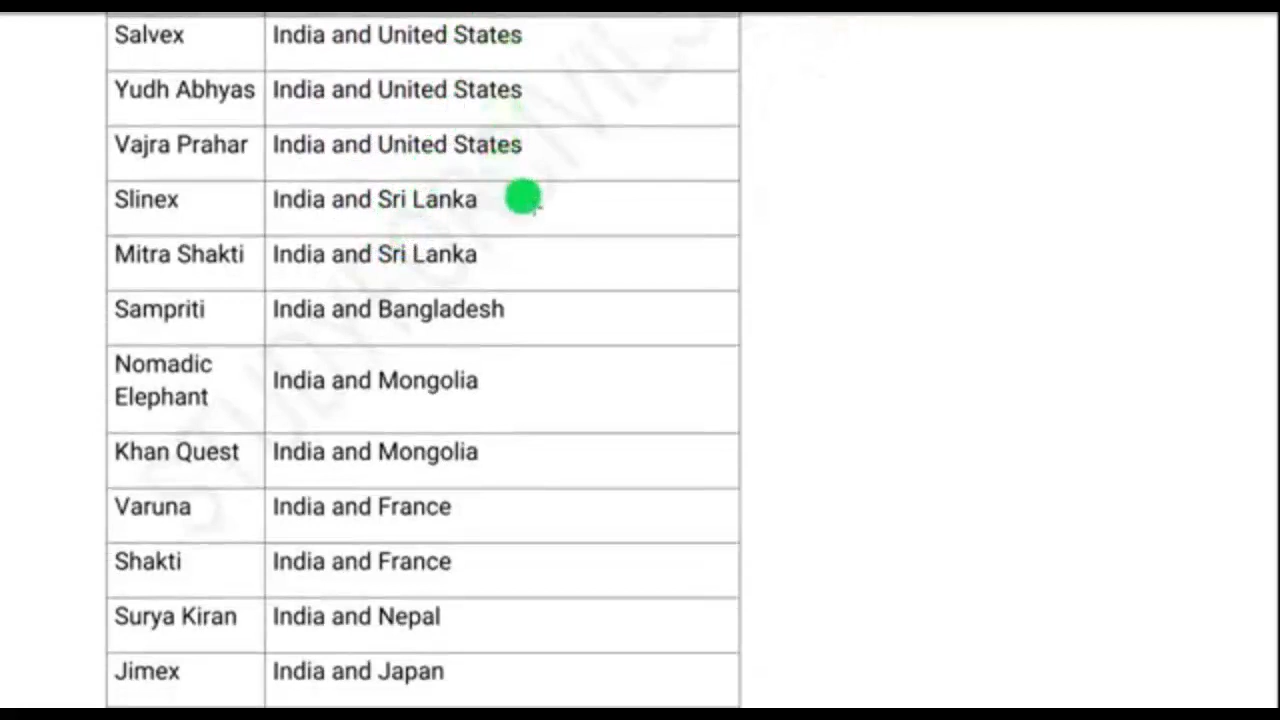 Salvex India and United States
Yudh Abhyas India and United States
Vajra Prahar India and United States
Slinex India and Sri Lanka
Mitra Shakti India and Sri Lanka
Sampriti India and Bangladesh
Nomadic
Elephant India and Mongolia
Khan Quest India and Mongolia
Varuna India and France
Shakti India and France
Surya Kiran India and Nepal
Jimex India and Japan